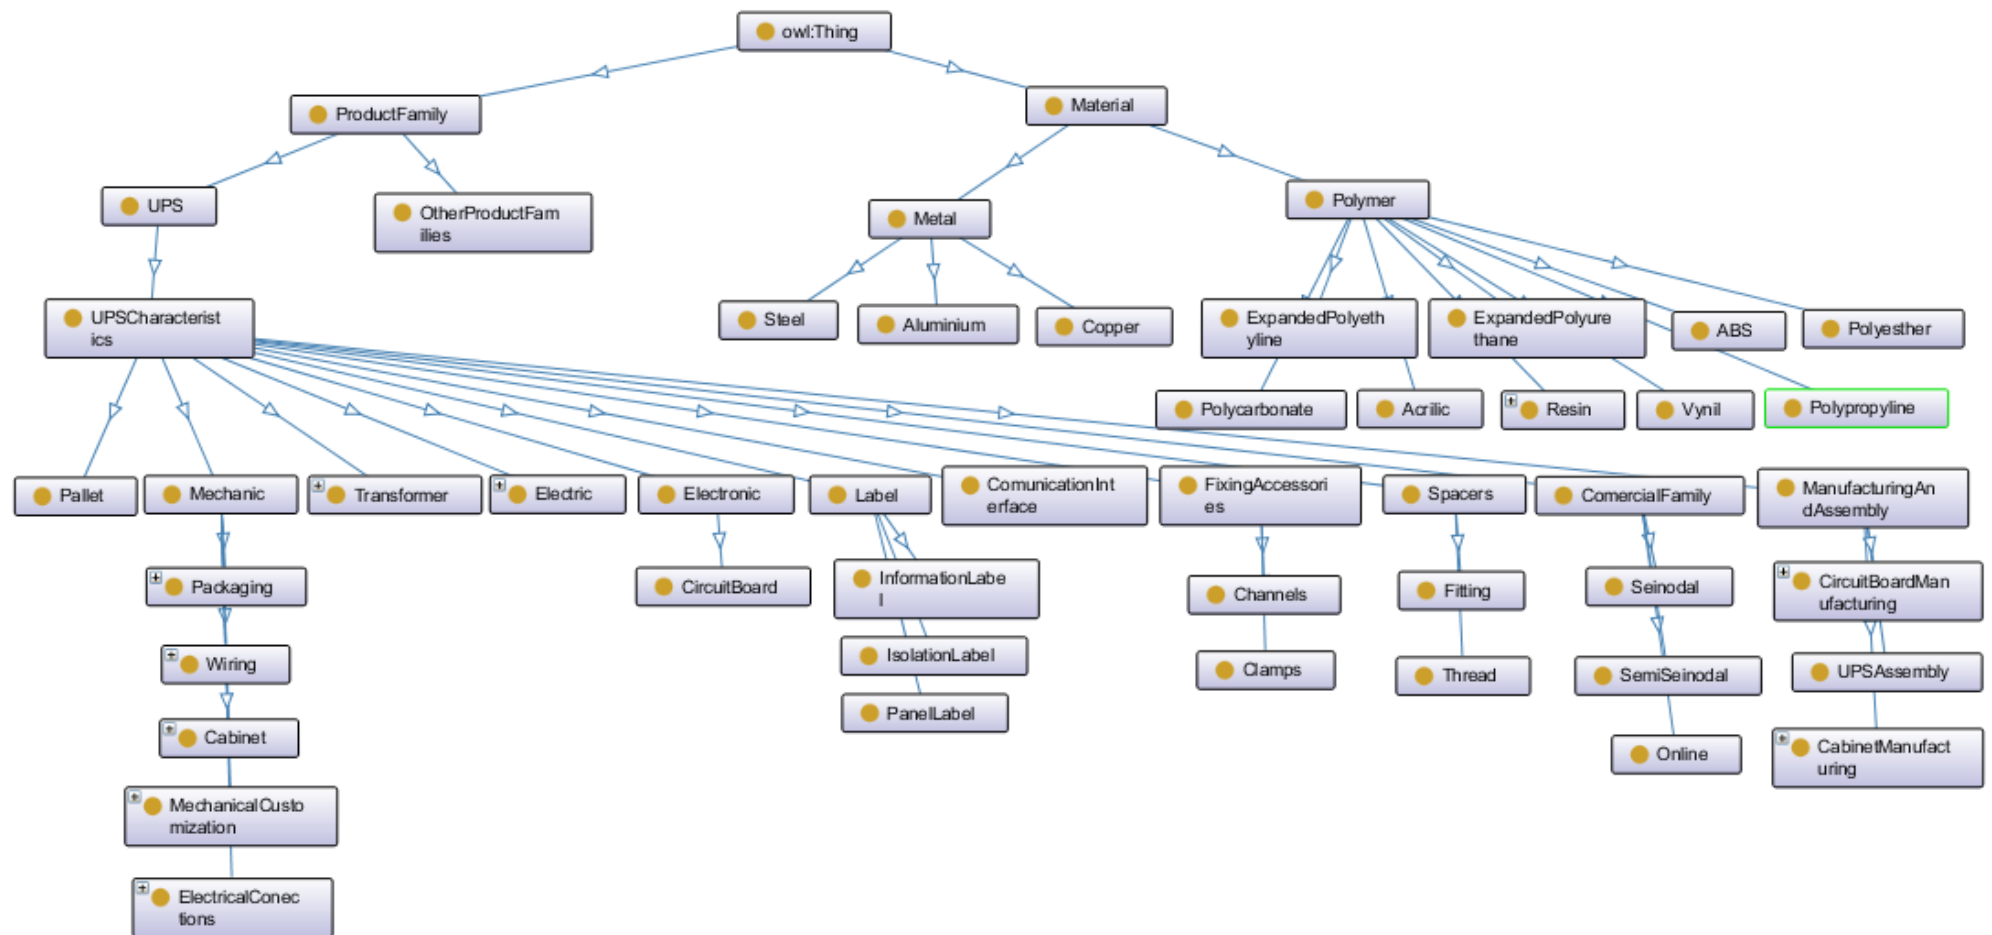 owl:Thing
ProductFamily
Material
UPS
OtherProductFam
ilies
Metal
Polymer
UPSCharacterist
ics
Steel
Aluminium
Copper
ExpandedPolyeth
yline
ExpandedPolyure
thane
ABS
Polyesther
Polycarbonate
Acrilic
Resin
Vynil
Polypropyline
Pallet
Mechanic
Transformer
Electric
Electronic
Label
ComunicationInt
erface
FixingAccessori
es
Spacers
ComercialFamily
ManufacturingAn
dAssembly
Packaging
CircuitBoard
InformationLabe
l
Channels
Fitting
Seinodal
CircuitBoardMan
ufacturing
Wiring
IsolationLabel
Clamps
Thread
SemiSeinodal
UPSAssembly
Cabinet
PanelLabel
Online
CabinetManufact
uring
MechanicalCusto
mization
ElectricalConec
tions